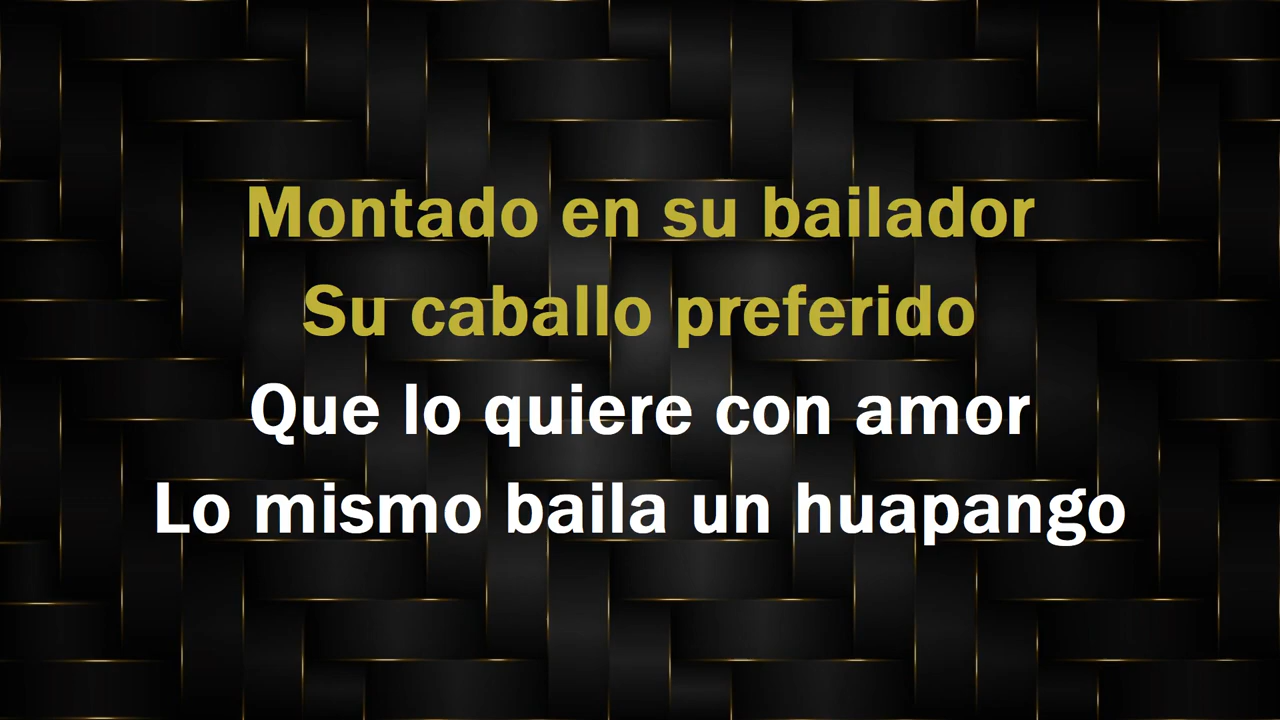 Montado en su bailador
Su caballo preferido
Que lo quiere con amor
Lo mismo baila un huapango